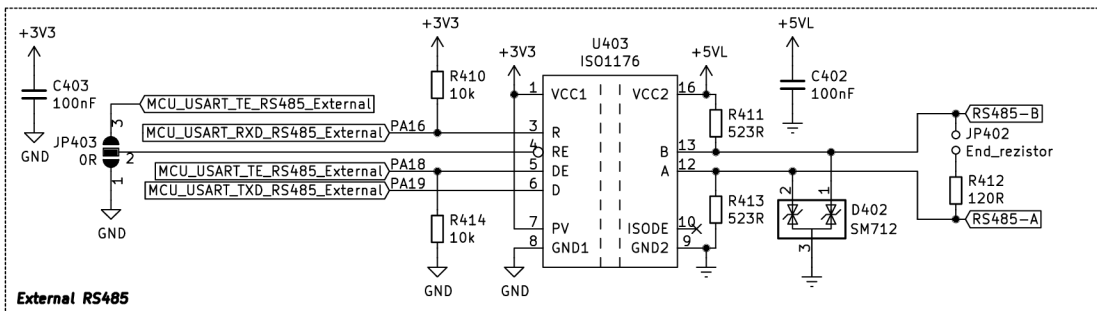 +3V3
C403
100nF
GND
MCU_USART_TE_RS485_External
3
JP403
0R
2
1
GND
+3V3
R410
10k
MCU_USART_RXD_RS485_External
PA16
MCU_USART_TE_RS485_External
PA18
MCU_USART_TXD_RS485_External
PA19
R414
10k
GND
+3V3
GND
U403
ISO1176
1
VCC1
3
R
4
RE
5
DE
6
D
7
PV
8
GND1
VCC2
16
B
13
A
12
ISODE
10
GND2
9
+5VL
R411
523R
R413
523R
+5VL
C402
100nF
2
1
D402
SM712
3
RS485-B
JP402
End_rezistor
R412
120R
RS485-A
External RS485